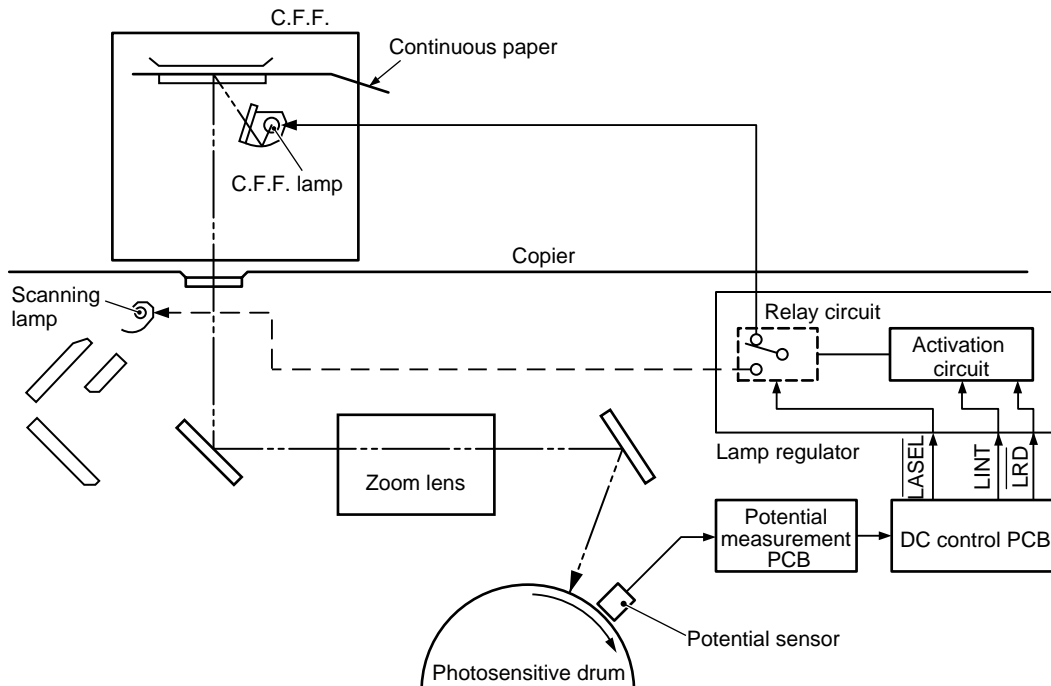 C.F.F.
Continuous paper
C.F.F. lamp
Copier
Scanning
lamp
Relay circuit
Activation
circuit
Lamp regulator
LASEL
LINT
LRD
Zoom lens
Potential
measurement
PCB
DC control PCB
Potential sensor
Photosensitive drum